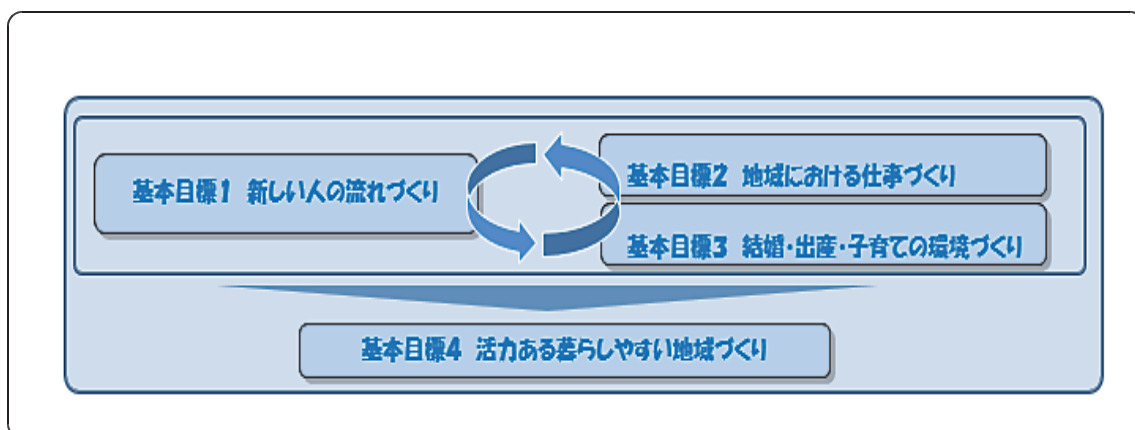 基本目標1 新しい人の流れづくり
基本目標2 地域における仕事づくり
基本目標3 結婚・出産・子育ての環境づくり
基本目標4 活力ある暮らしやすい地域づくり